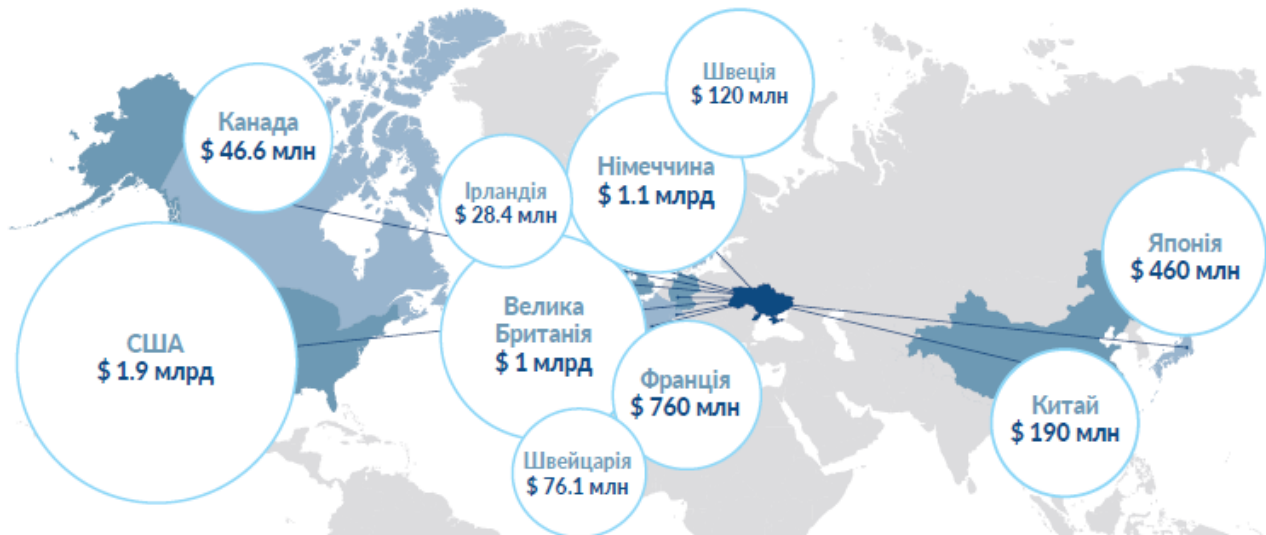 Швеція
$ 120 млн
Канада
$ 46.6 млн
Німеччина
$ 1.1 млрд
Ірландія
$ 28.4 млн
Японія
$ 460 млн
Велика
Британія
$ 1 млрд
США
$ 1.9 млрд
Франція
$ 760 млн
Китай
$ 190 млн
Швейцарія
$ 76.1 млн